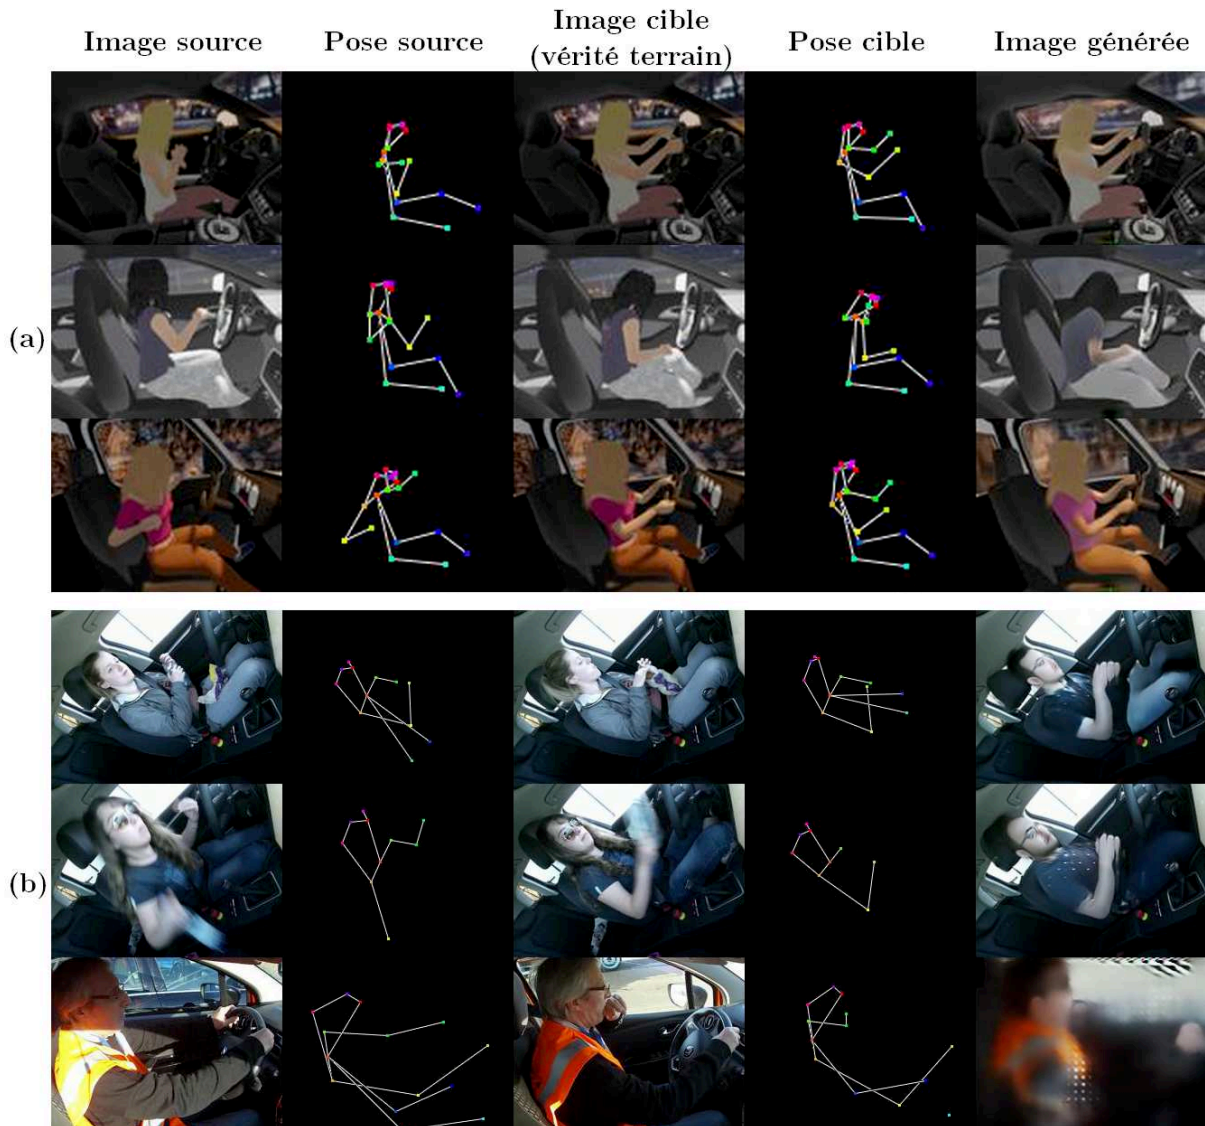 Image source
Pose source
Image cible
(vérité terrain)
Pose cible
Image générée
(a)
(b)